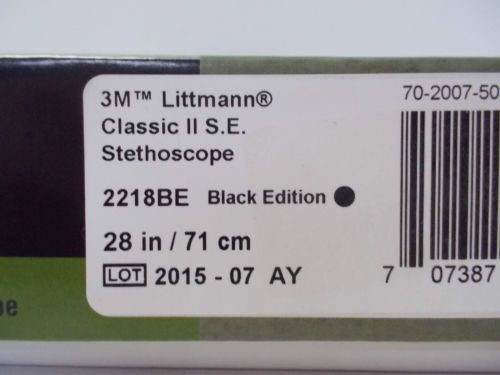 3M™ Littmann®
70-2007-50
Classic II S.E.
Stethoscope
2218BE Black Edition
28 in / 71 cm
LOT 2015 - 07 AY
7 07387